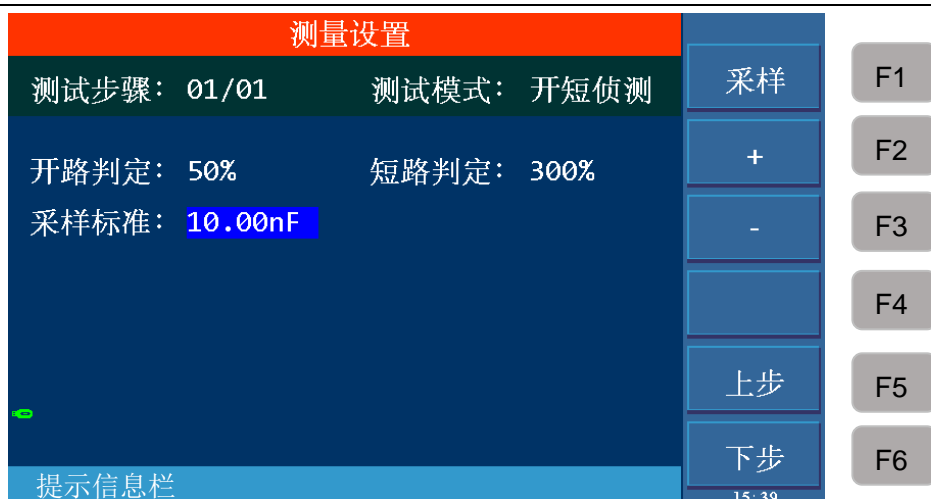 测量设置
测试步骤： 01/01 测试模式： 开短侦测
开路判定： 50% 短路判定： 300%
采样标准： 10.00nF
提示信息栏
采样
+
-
上步
下步
15:39
F1
F2
F3
F4
F5
F6